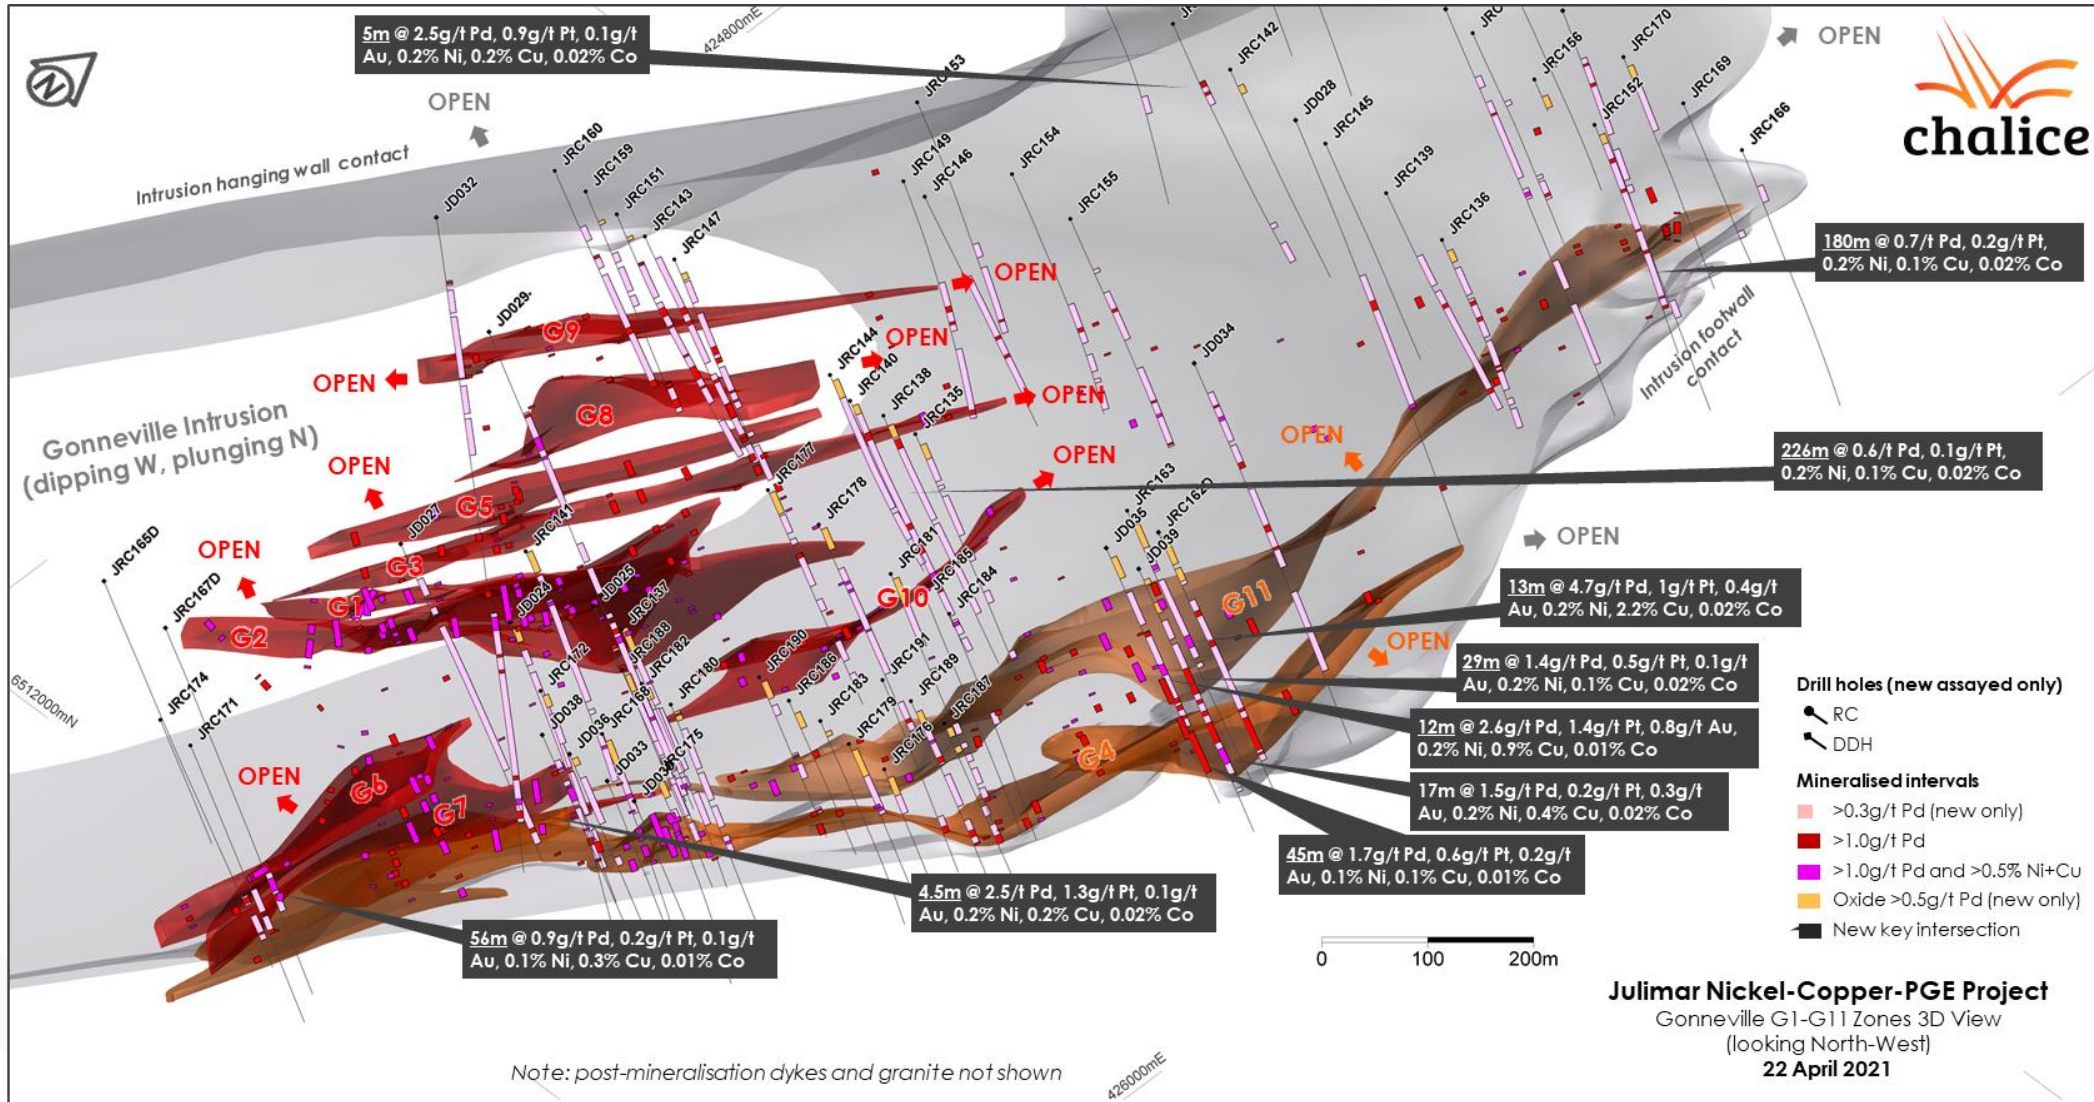 5m @ 2.5g/t Pd, 0.9g/t Pt, 0.1g/t
Au, 0.2% Ni, 0.2% Cu, 0.02% Co
424800mE
OPEN
chalice
OPEN
Intrusion hanging wall contact
JRC153
JRC142
JRC156
JRC170
JRC169
JRC152
JRC166
JD028
JRC145
JRC139
JRC136
JRC160
JRC159
JRC151
JRC143
JRC147
JD032
JRC149
JRC146
JRC154
JRC155
180m @ 0.7/t Pd, 0.2g/t Pt,
0.2% Ni, 0.1% Cu, 0.02% Co
Intrusion footwall
contact
OPEN
JD029
G9
OPEN
OPEN
JRC144
JRC140
JRC138
JRC135
JD034
OPEN
G8
Gonneville Intrusion
(dipping W, plunging N)
OPEN
OPEN
OPEN
226m @ 0.6/t Pd, 0.1g/t Pt,
0.2% Ni, 0.1% Cu, 0.02% Co
JRC177
JRC178
G5
JD027
JRC141
JRC163
JRC162D
JD035
JD039
JRC165D
OPEN
OPEN
G3
JRC181
JRC185
JRC184
JRC167D
G1
JD025
JRC137
G10
G11
13m @ 4.7g/t Pd, 1g/t Pt, 0.4g/t
Au, 0.2% Ni, 2.2% Cu, 0.02% Co
G2
JD024
JRC188
JRC182
JRC172
JRC190
JRC191
OPEN
29m @ 1.4g/t Pd, 0.5g/t Pt, 0.1g/t
Au, 0.2% Ni, 0.1% Cu, 0.02% Co
6512000mN
JRC174
JRC171
JD038
JD036
JRC168
JRC180
JRC186
JRC183
JRC189
JRC187
JRC179
JRC176
JD033
JRC175
G4
12m @ 2.6g/t Pd, 1.4g/t Pt, 0.8g/t Au,
0.2% Ni, 0.9% Cu, 0.01% Co
OPEN
G6
G7
17m @ 1.5g/t Pd, 0.2g/t Pt, 0.3g/t
Au, 0.2% Ni, 0.4% Cu, 0.02% Co
45m @ 1.7g/t Pd, 0.6g/t Pt, 0.2g/t
Au, 0.1% Ni, 0.1% Cu, 0.01% Co
4.5m @ 2.5/t Pd, 1.3g/t Pt, 0.1g/t
Au, 0.2% Ni, 0.2% Cu, 0.02% Co
56m @ 0.9g/t Pd, 0.2g/t Pt, 0.1g/t
Au, 0.1% Ni, 0.3% Cu, 0.01% Co
Drill holes (new assayed only)
RC
DDH
Mineralised intervals
>0.3g/t Pd (new only)
>1.0g/t Pd
>1.0g/t Pd and >0.5% Ni+Cu
Oxide >0.5g/t Pd (new only)
New key intersection
0 100 200m
Julimar Nickel-Copper-PGE Project
Gonneville G1-G11 Zones 3D View
(looking North-West)
22 April 2021
Note: post-mineralisation dykes and granite not shown
426000mE